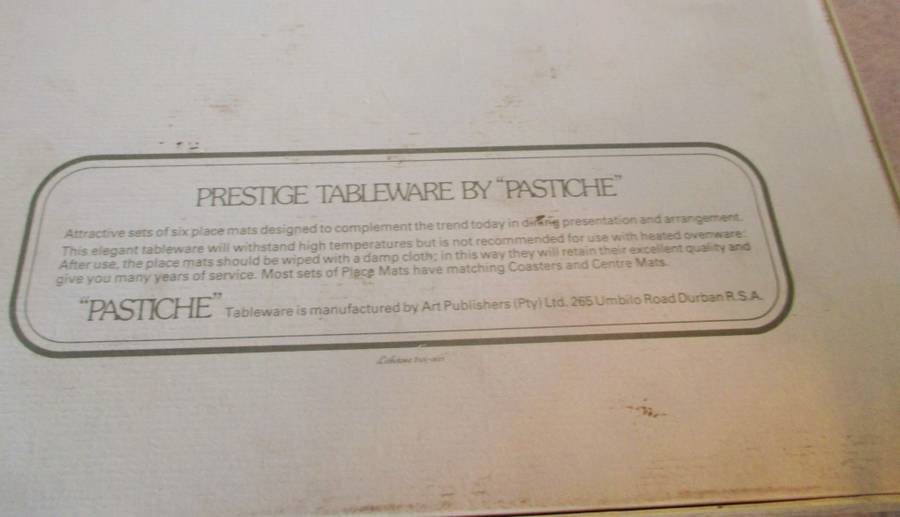 PRESTIGE TABLEWARE BY "PASTICHE"
Attractive sets of six place mats designed to complement the trend today in dining presentation and arrangement.
This elegant tableware will withstand high temperatures but is not recommended for use with heated ovenware.
After use, the place mats should be wiped with a damp cloth; in this way they will retain their excellent quality and
give you many years of service. Most sets of Place Mats have matching Coasters and Centre Mats.
"PASTICHE" Tableware is manufactured by Art Publishers (Pty) Ltd. 265 Umbilo Road Durban R.S.A.